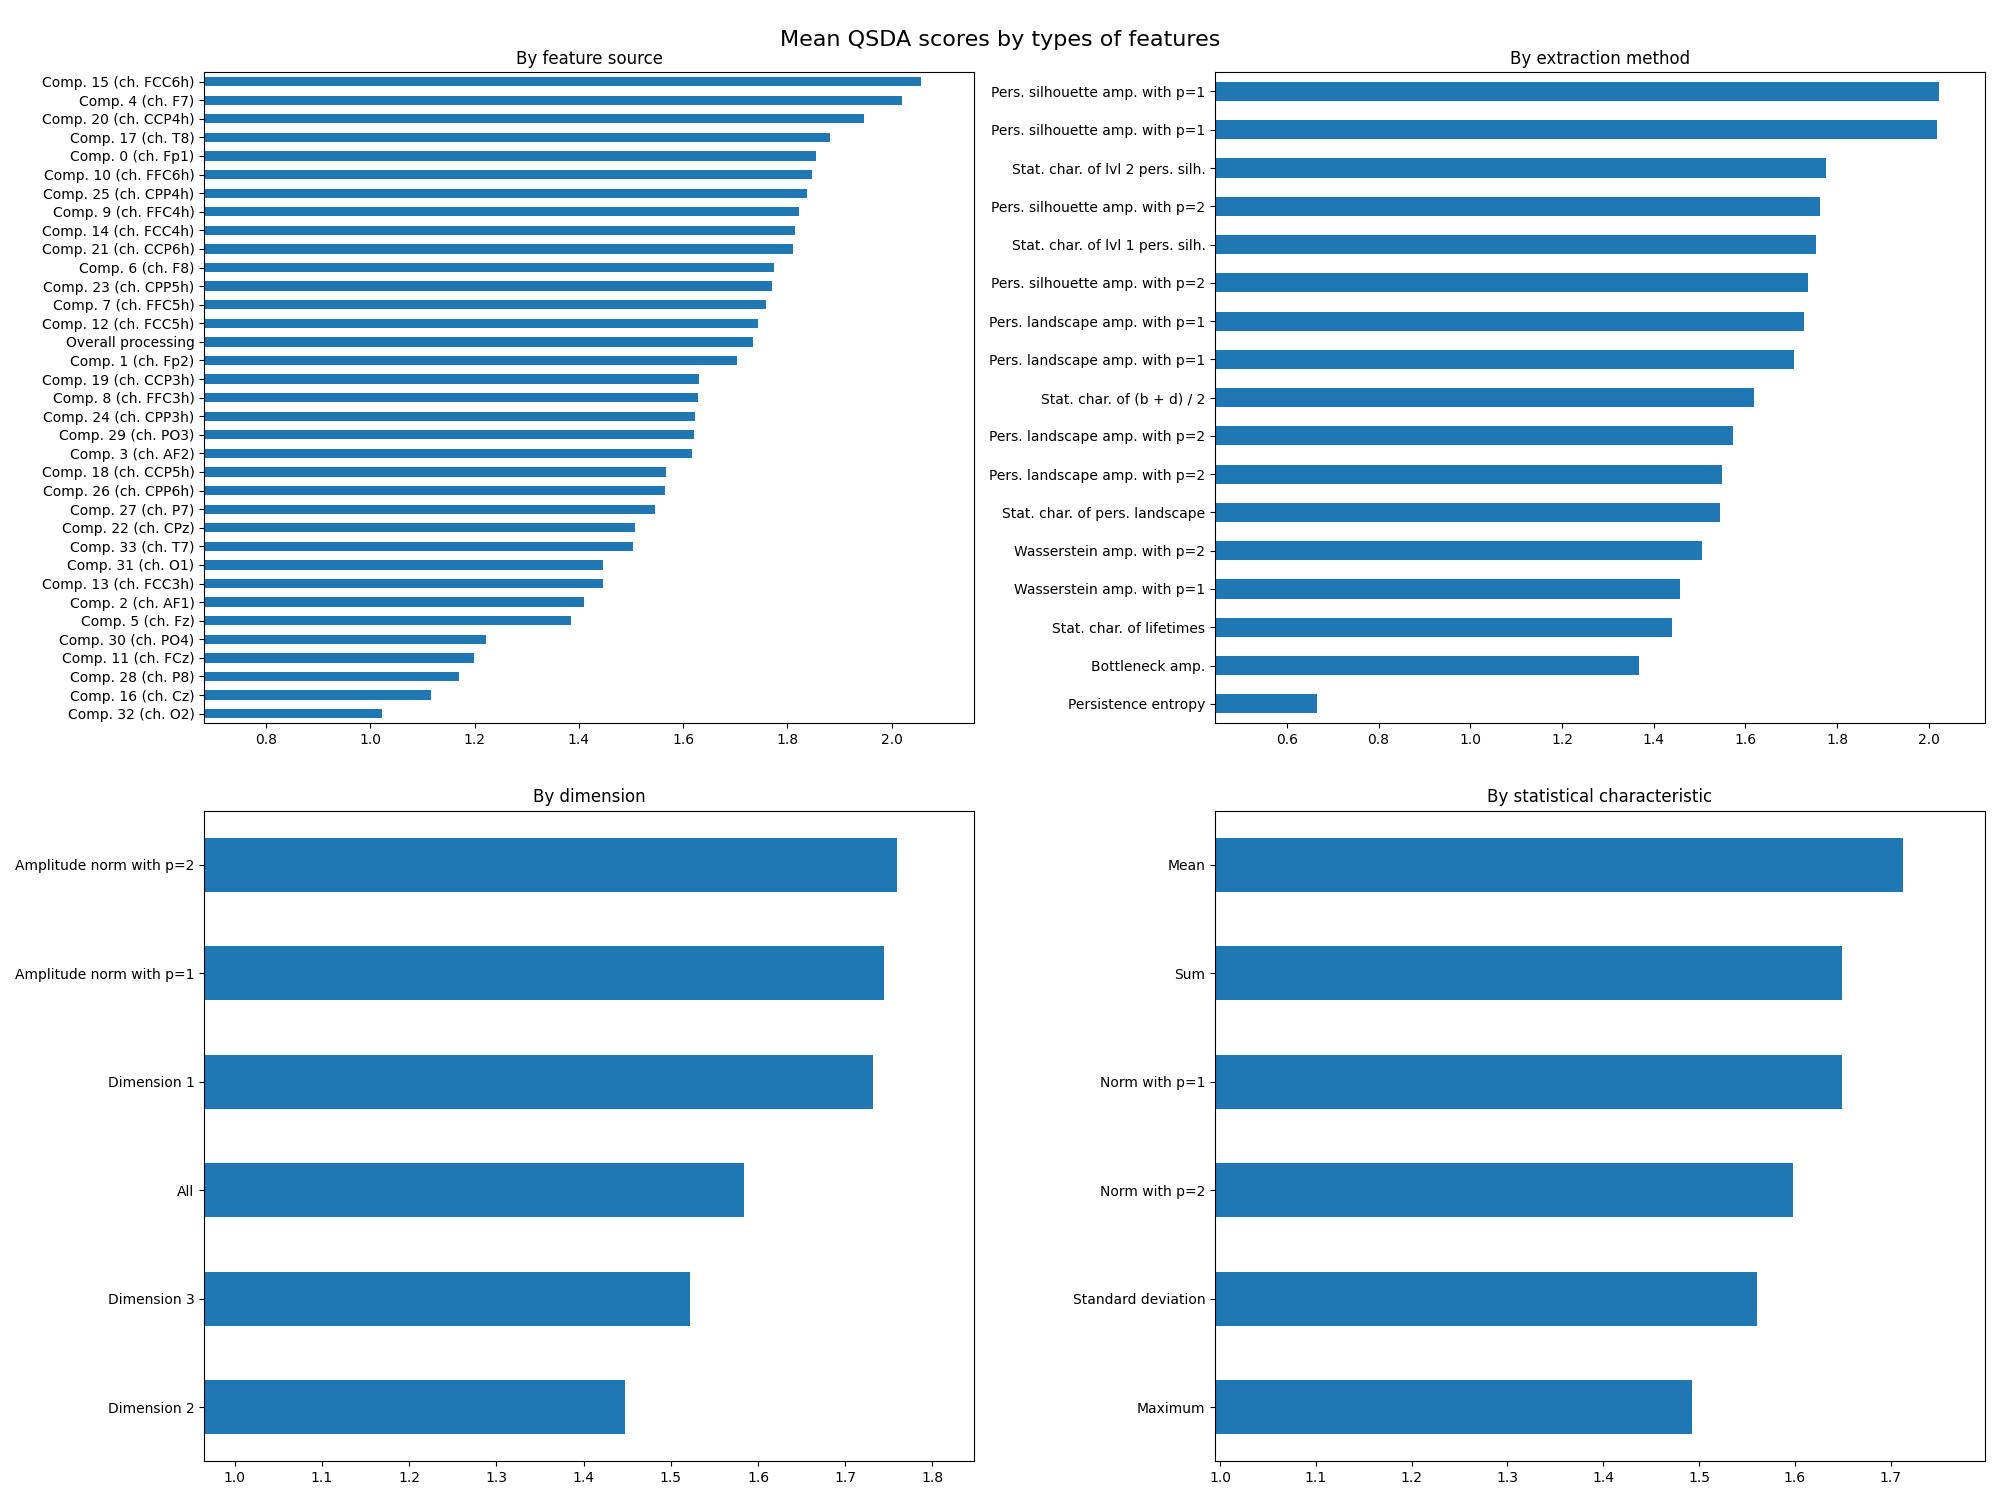 Mean QSDA scores by types of features
By feature source
Comp. 15 (ch. FCC6h)
Comp. 4 (ch. F7)
Comp. 20 (ch. CCP4h)
Comp. 17 (ch. T8)
Comp. 0 (ch. Fp1)
Comp. 10 (ch. FFC6h)
Comp. 25 (ch. CPP4h)
Comp. 9 (ch. FFC4h)
Comp. 14 (ch. FCC4h)
Comp. 21 (ch. CCP6h)
Comp. 6 (ch. F8)
Comp. 23 (ch. CPP5h)
Comp. 7 (ch. FFC5h)
Comp. 12 (ch. FCC5h)
Overall processing
Comp. 1 (ch. Fp2)
Comp. 19 (ch. CCP3h)
Comp. 8 (ch. FFC3h)
Comp. 24 (ch. CPP3h)
Comp. 29 (ch. PO3)
Comp. 3 (ch. AF2)
Comp. 18 (ch. CCP5h)
Comp. 26 (ch. CPP6h)
Comp. 27 (ch. P7)
Comp. 22 (ch. CPz)
Comp. 33 (ch. T7)
Comp. 31 (ch. O1)
Comp. 13 (ch. FCC3h)
Comp. 2 (ch. AF1)
Comp. 5 (ch. Fz)
Comp. 30 (ch. PO4)
Comp. 11 (ch. FCz)
Comp. 28 (ch. P8)
Comp. 16 (ch. Cz)
Comp. 32 (ch. O2)
0.8 1.0 1.2 1.4 1.6 1.8 2.0
By extraction method
Pers. silhouette amp. with p=1
Pers. silhouette amp. with p=1
Stat. char. of lvl 2 pers. silh.
Pers. silhouette amp. with p=2
Stat. char. of lvl 1 pers. silh.
Pers. silhouette amp. with p=2
Pers. landscape amp. with p=1
Pers. landscape amp. with p=1
Stat. char. of (b + d) / 2
Pers. landscape amp. with p=2
Pers. landscape amp. with p=2
Stat. char. of pers. landscape
Wasserstein amp. with p=2
Wasserstein amp. with p=1
Stat. char. of lifetimes
Bottleneck amp.
Persistence entropy
0.6 0.8 1.0 1.2 1.4 1.6 1.8 2.0
By dimension
Amplitude norm with p=2
Amplitude norm with p=1
Dimension 1
All
Dimension 3
Dimension 2
1.0 1.1 1.2 1.3 1.4 1.5 1.6 1.7 1.8
By statistical characteristic
Mean
Sum
Norm with p=1
Norm with p=2
Standard deviation
Maximum
1.0 1.1 1.2 1.3 1.4 1.5 1.6 1.7